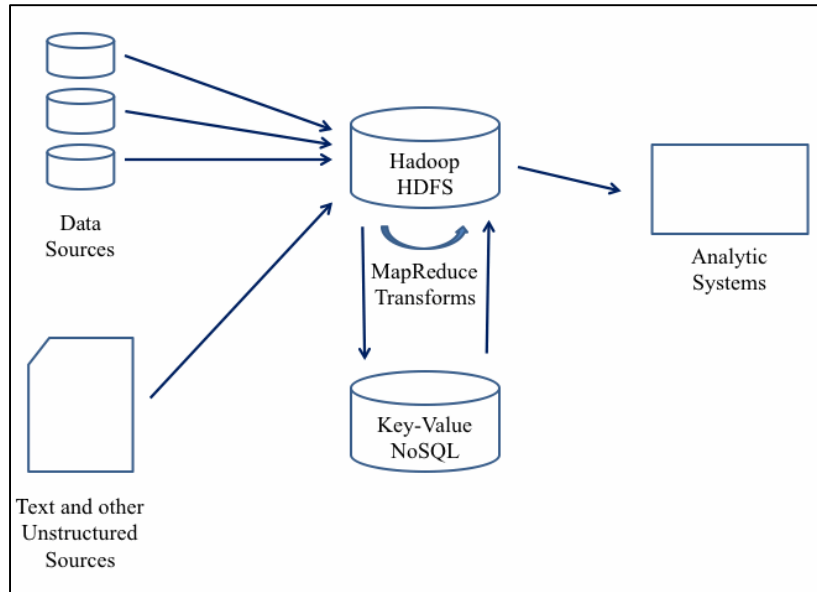 Data
Sources
Hadoop
HDFS
MapReduce
Transforms
Analytic
Systems
Key-Value
NoSQL
Text and other
Unstructured
Sources